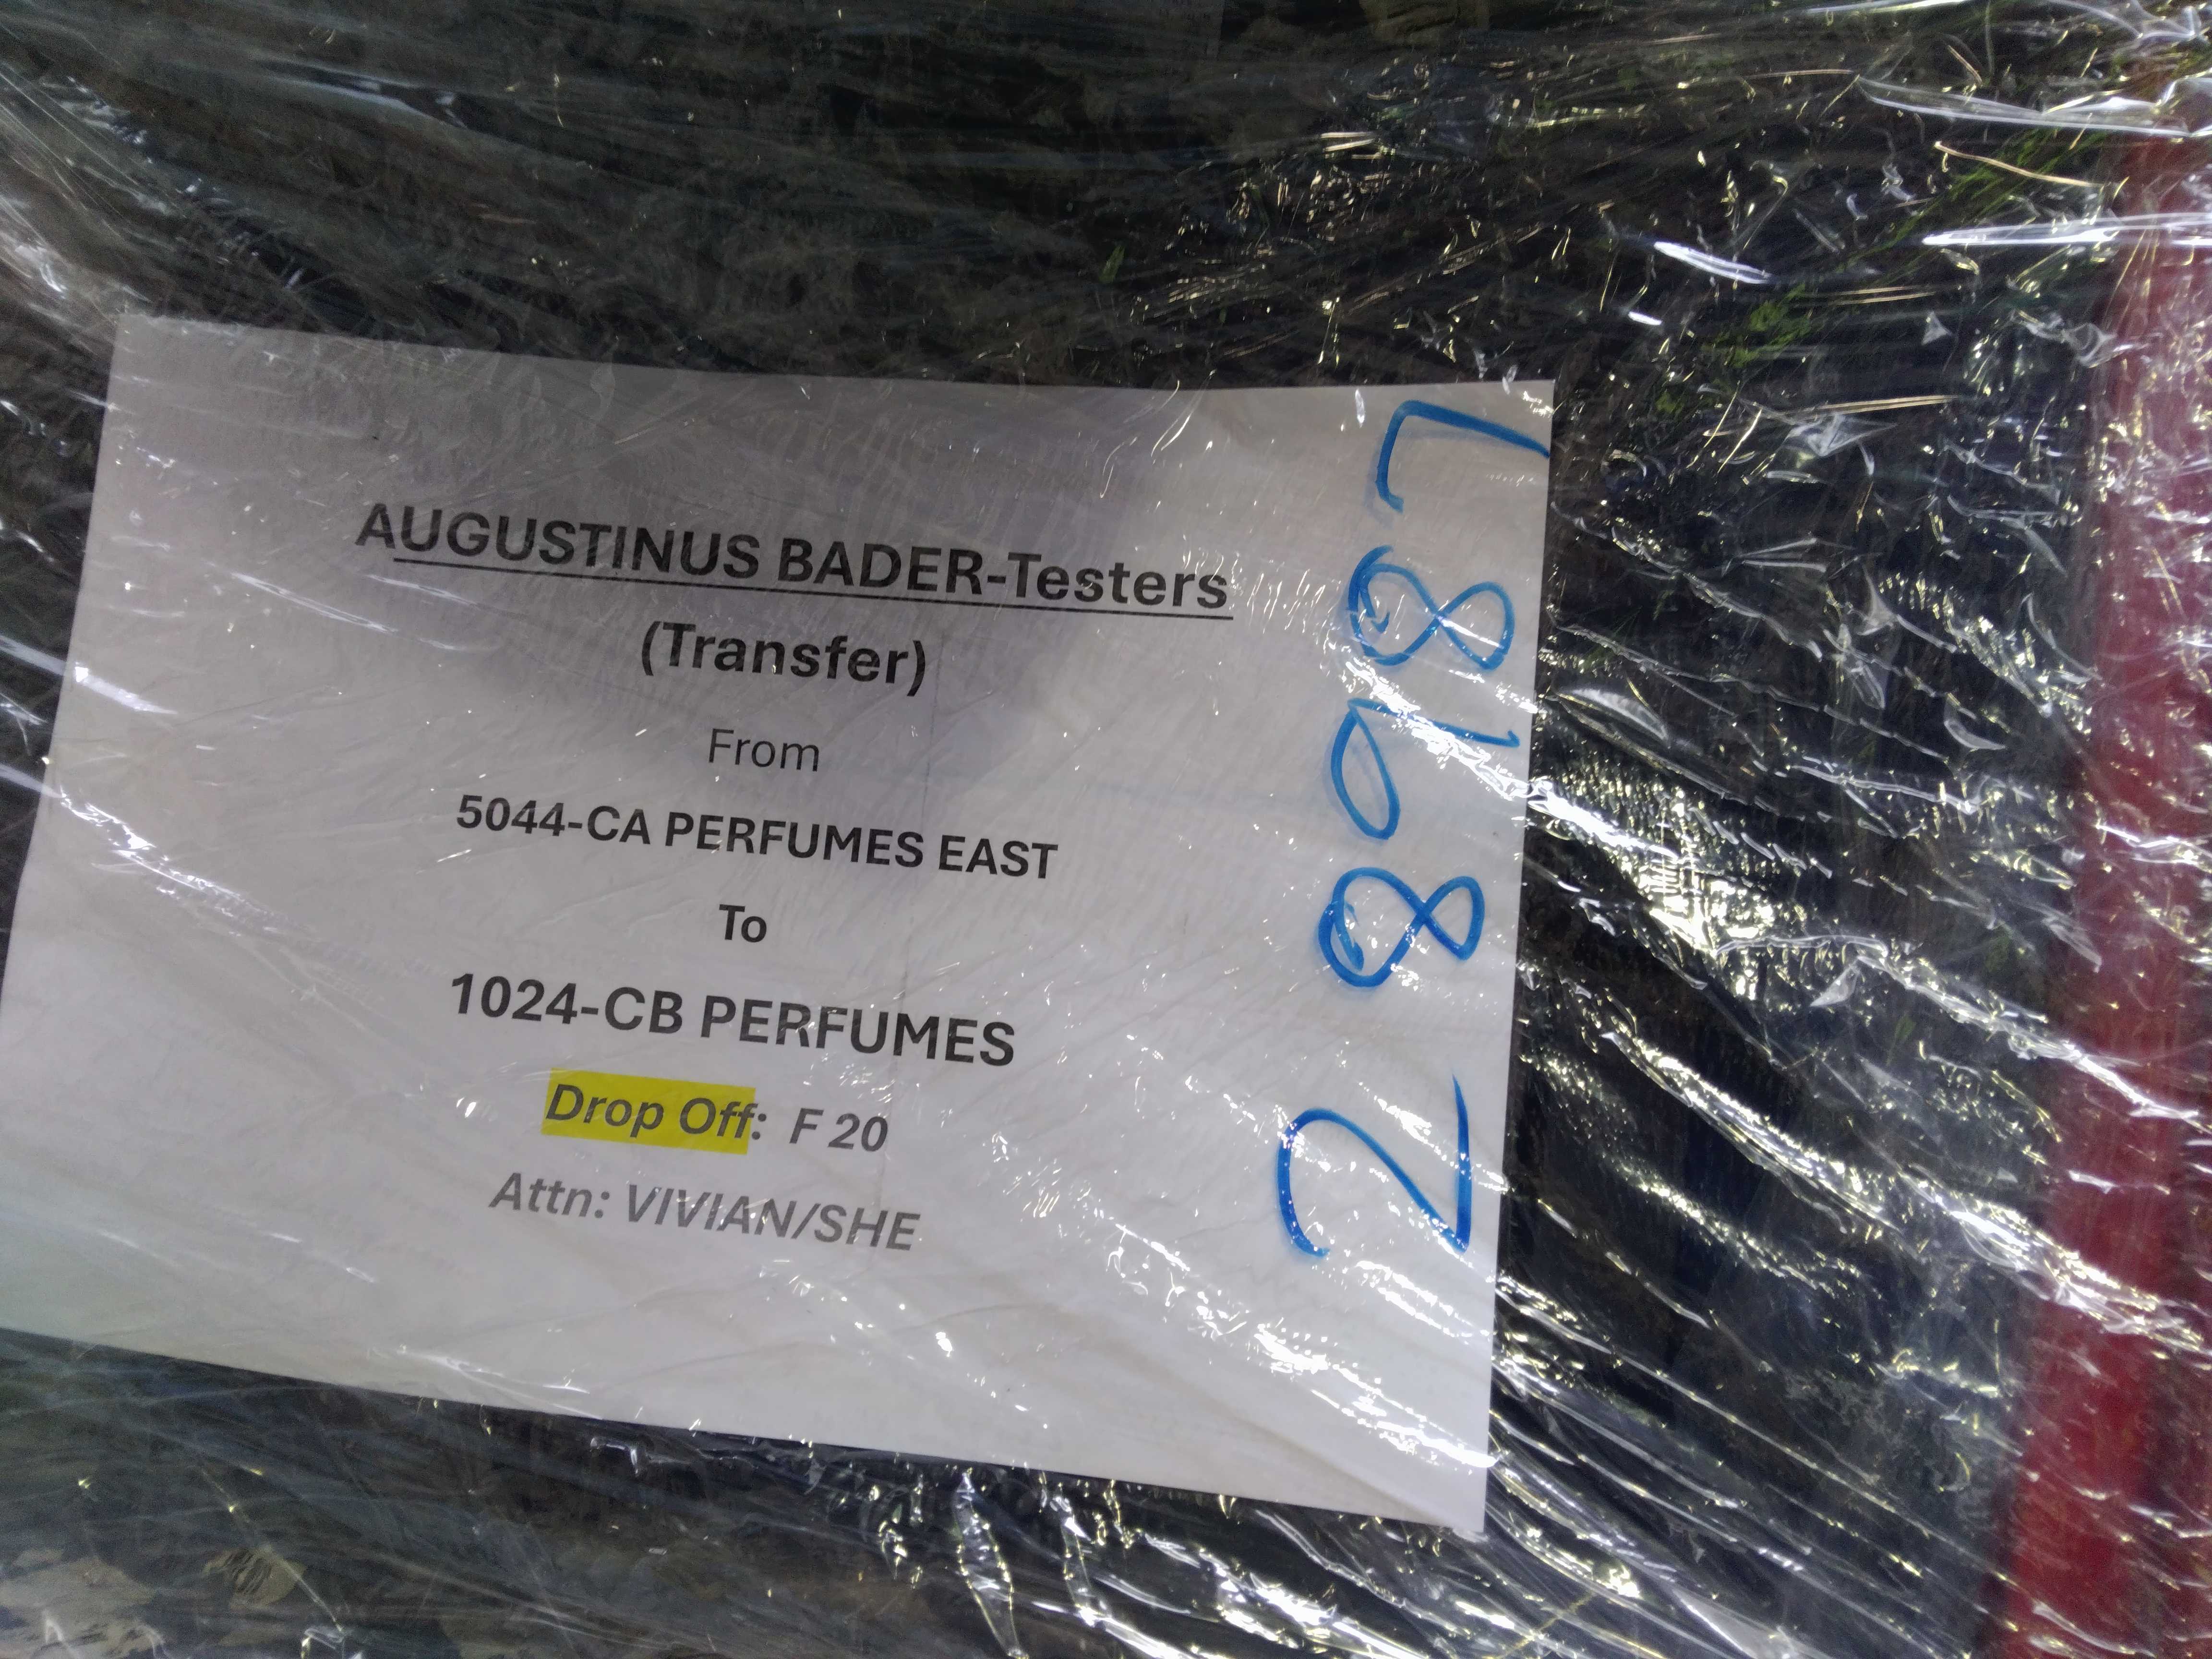 AUGUSTINUS BADER-Testers
(Transfer)
From
5044-CA PERFUMES EAST
To
1024-CB PERFUMES
Drop Off: F 20
Attn: VIVIAN/SHE
28987